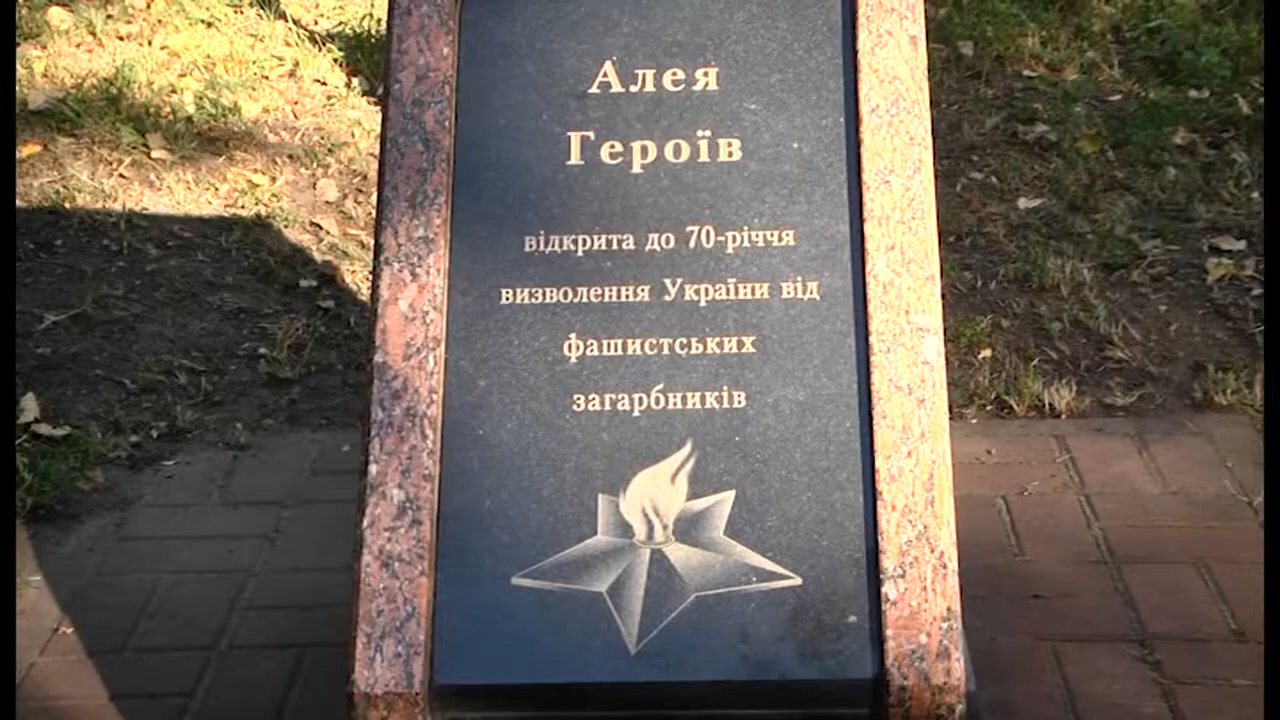 Алея
Героїв
відкрита до 70-річчя
визволення України від
фашистських
загарбників